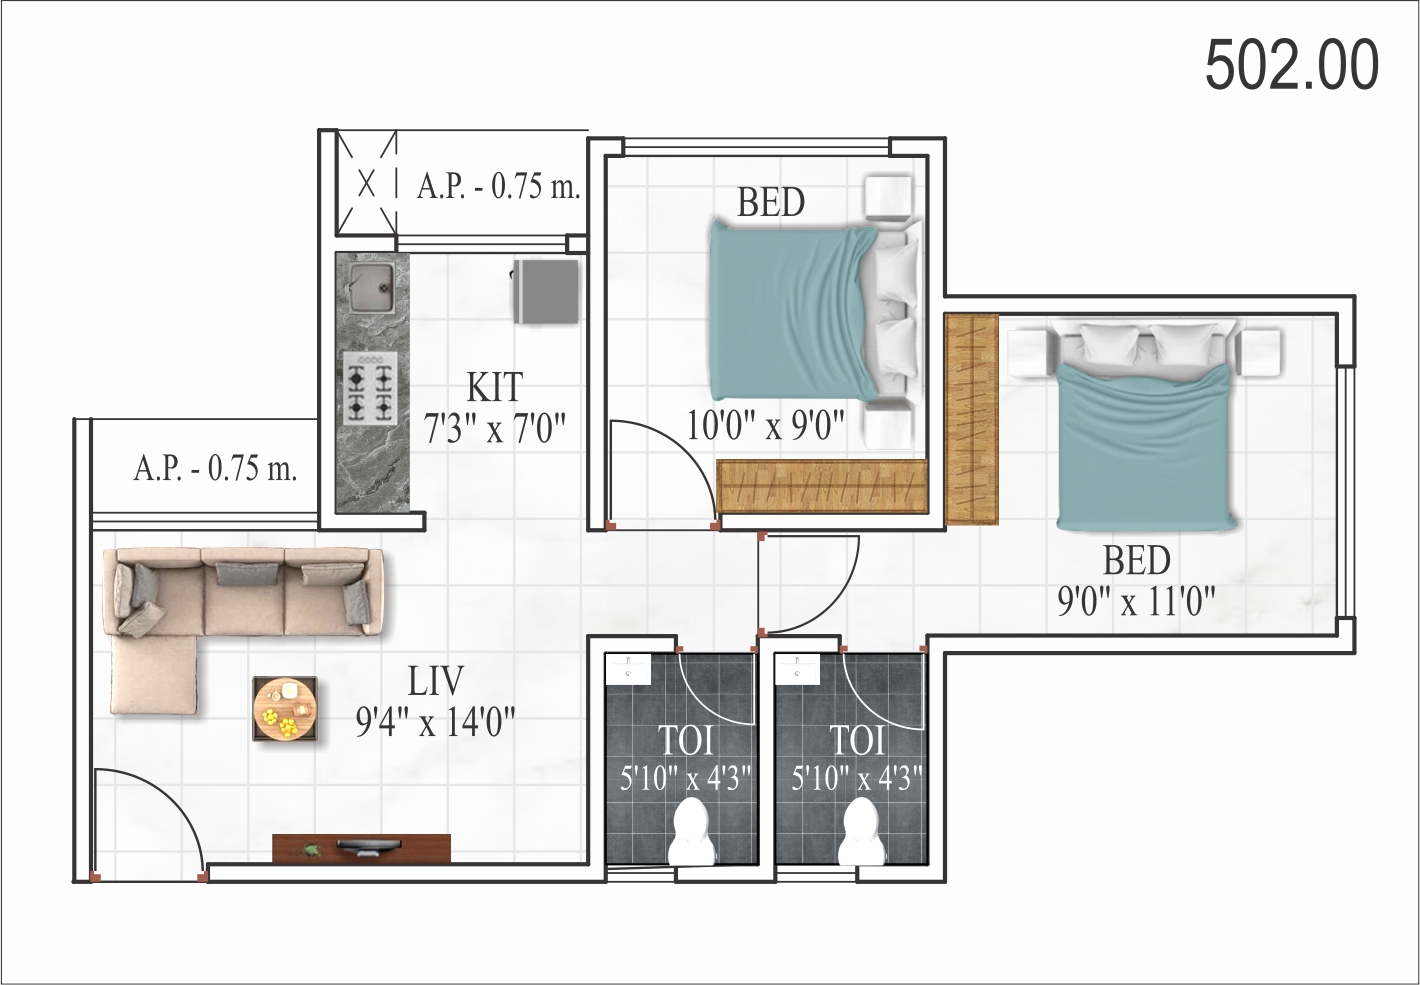 502.00
A.P. - 0.75 m.
BED
10'0" x 9'0"
KIT
7'3" x 7'0"
A.P. - 0.75 m.
BED
9'0" x 11'0"
LIV
9'4" x 14'0"
TOI
5'10" x 4'3"
TOI
5'10" x 4'3"